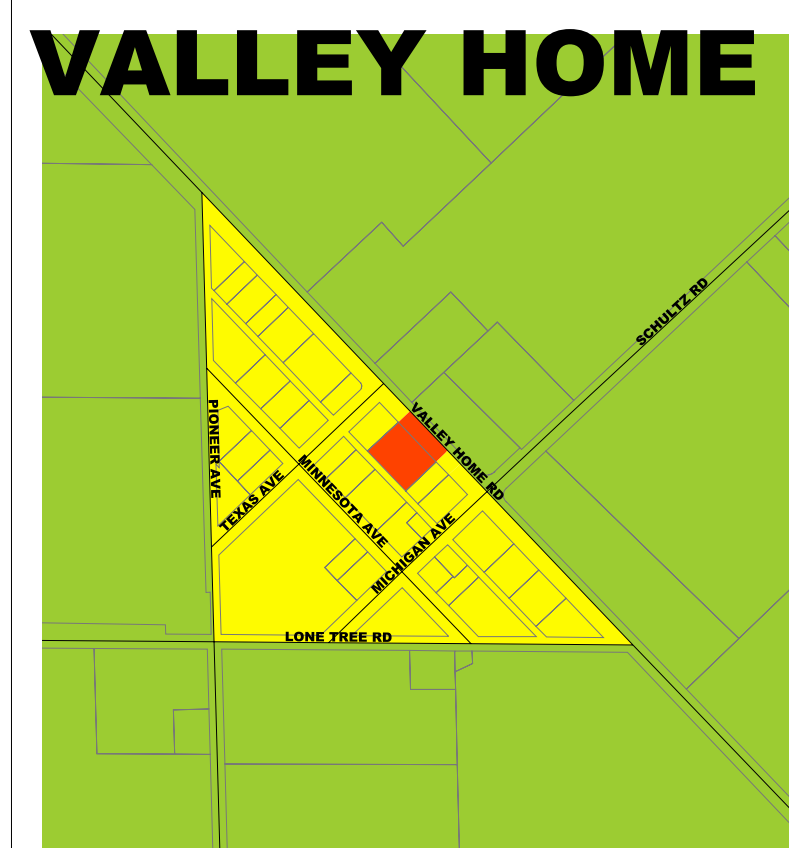 VALLEY HOME
SCHULTZ RD
VALLEY HOME RD
PIONEER AVE
TEXAS AVE
MINNESOTA AVE
MICHIGAN AVE
LONE TREE RD